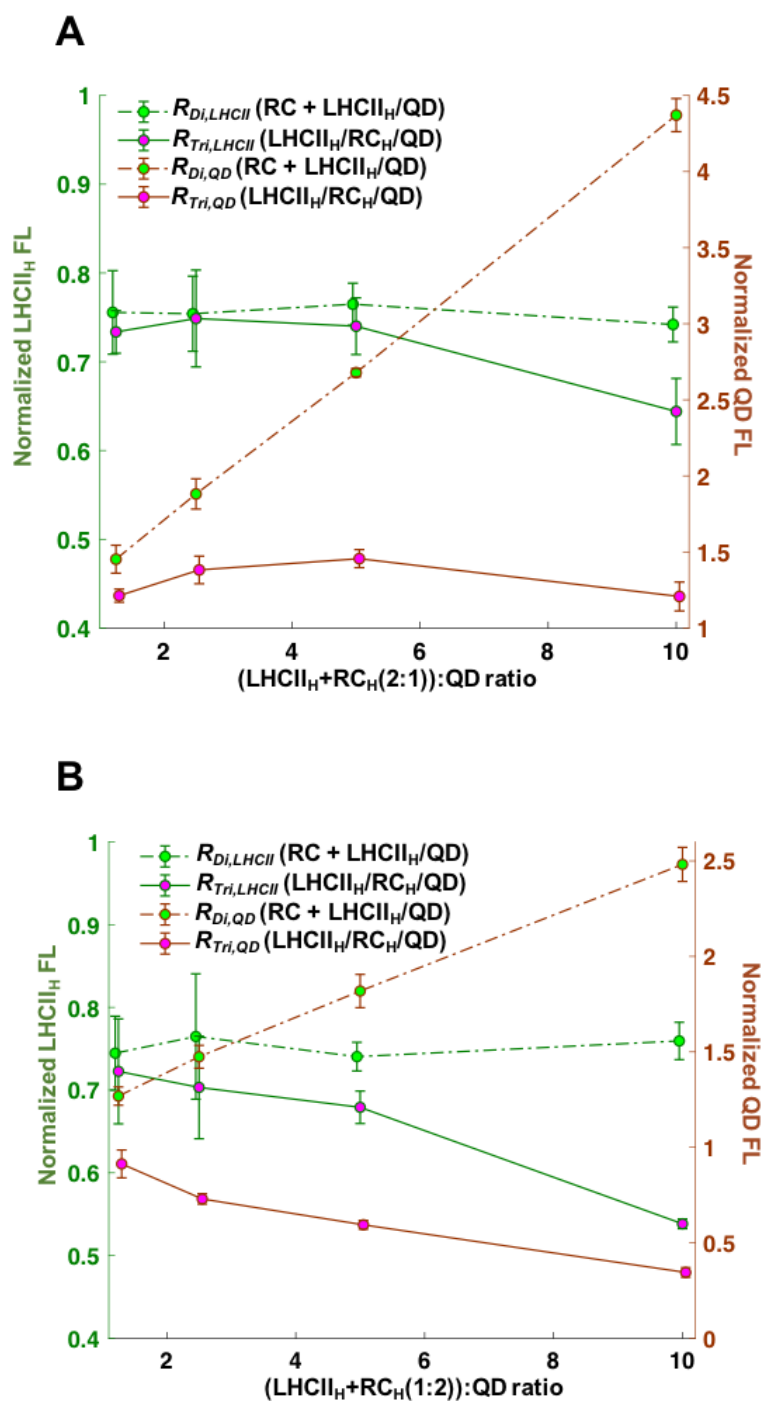 A
R_Di,LHCII (RC + LHCII_H/QD)
R_Tri,LHCII (LHCII_H/RC_H/QD)
R_Di,QD (RC + LHCII_H/QD)
R_Tri,QD (LHCII_H/RC_H/QD)
1
0.9
0.8
0.7
0.6
0.5
0.4
Normalized LHCII_H FL
4.5
4
3.5
3
2.5
2
1.5
1
Normalized QD FL
2 4 6 8 10
(LHCII_H+RC_H(2:1)):QD ratio
B
R_Di,LHCII (RC + LHCII_H/QD)
R_Tri,LHCII (LHCII_H/RC_H/QD)
R_Di,QD (RC + LHCII_H/QD)
R_Tri,QD (LHCII_H/RC_H/QD)
1
0.9
0.8
0.7
0.6
0.5
0.4
Normalized LHCII_H FL
2.5
2
1.5
1
0.5
0
Normalized QD FL
2 4 6 8 10
(LHCII_H+RC_H(1:2)):QD ratio